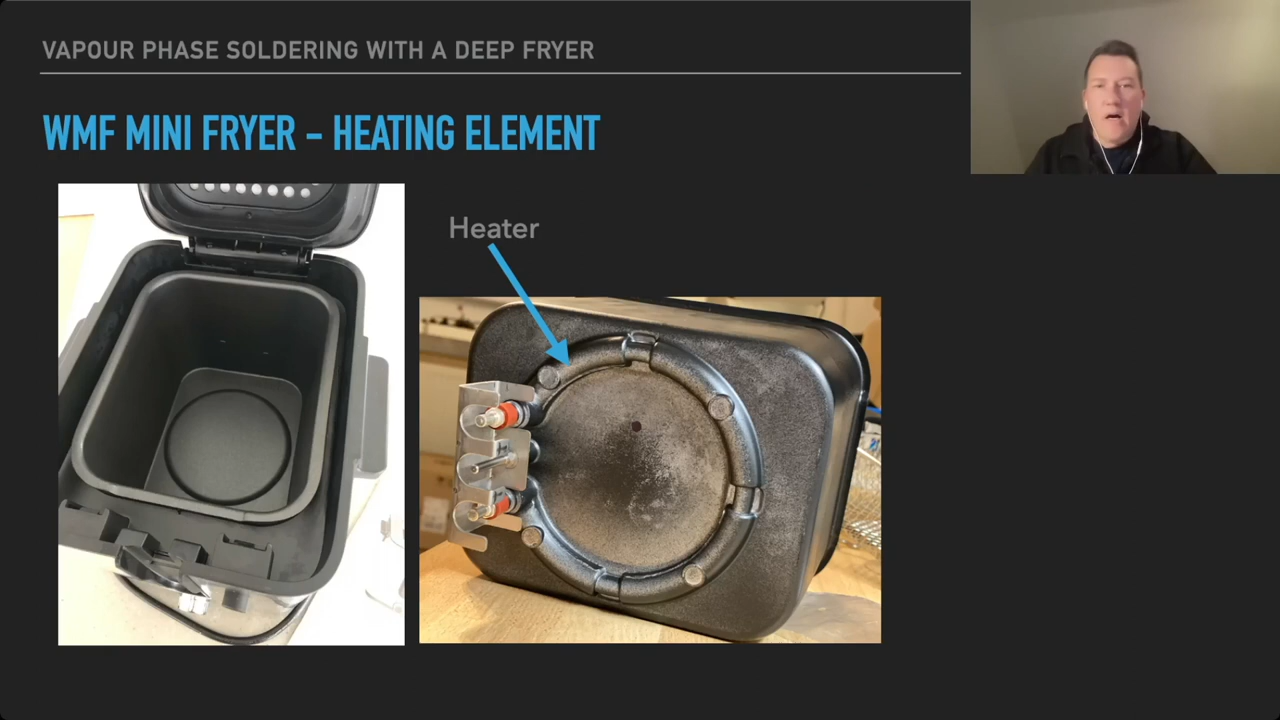 VAPOUR PHASE SOLDERING WITH A DEEP FRYER
WMF MINI FRYER - HEATING ELEMENT
Heater